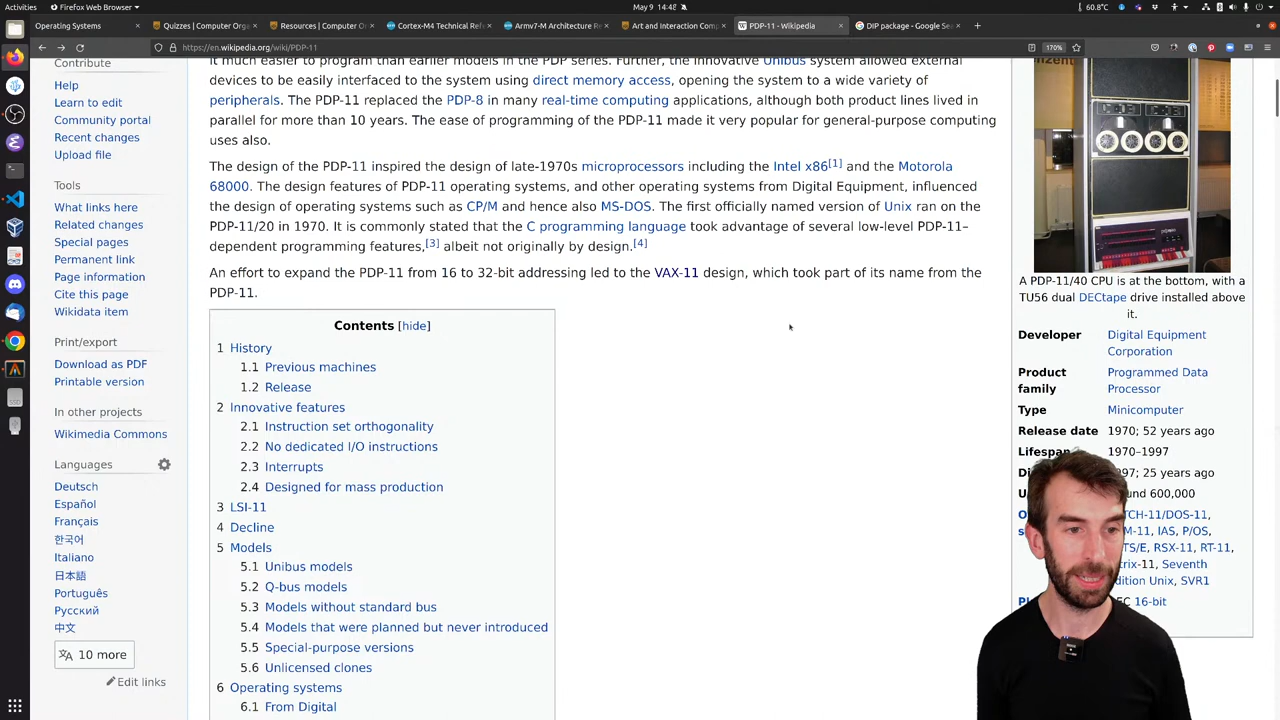 Activities
Firefox Web Browser
May 9 14:48
60.8°C
Operating Systems
Quizzes | Computer Orga
Resources | Computer O
Cortex-M4 Technical Refe
Armv7-M Architecture Re
Art and Interaction Comp
PDP-11 - Wikipedia
DIP package - Google Sea
https://en.wikipedia.org/wiki/PDP-11
170%
Contribute
Help
Learn to edit
Community portal
Recent changes
Upload file
Tools
What links here
Related changes
Special pages
Permanent link
Page information
Cite this page
Wikidata item
Print/export
Download as PDF
Printable version
In other projects
Wikimedia Commons
Languages
Deutsch
Español
Français
한국어
Italiano
日本語
Português
Русский
中文
10 more
Edit links
it much easier to program than earlier models in the PDP series. Further, the innovative Unibus system allowed external
devices to be easily interfaced to the system using direct memory access, opening the system to a wide variety of
peripherals. The PDP-11 replaced the PDP-8 in many real-time computing applications, although both product lines lived in
parallel for more than 10 years. The ease of programming of the PDP-11 made it very popular for general-purpose computing
uses also.
The design of the PDP-11 inspired the design of late-1970s microprocessors including the Intel x86[1] and the Motorola
68000. The design features of PDP-11 operating systems, and other operating systems from Digital Equipment, influenced
the design of operating systems such as CP/M and hence also MS-DOS. The first officially named version of Unix ran on the
PDP-11/20 in 1970. It is commonly stated that the C programming language took advantage of several low-level PDP-11–
dependent programming features,[3] albeit not originally by design.[4]
An effort to expand the PDP-11 from 16 to 32-bit addressing led to the VAX-11 design, which took part of its name from the
PDP-11.
Contents [hide]
1 History
1.1 Previous machines
1.2 Release
2 Innovative features
2.1 Instruction set orthogonality
2.2 No dedicated I/O instructions
2.3 Interrupts
2.4 Designed for mass production
3 LSI-11
4 Decline
5 Models
5.1 Unibus models
5.2 Q-bus models
5.3 Models without standard bus
5.4 Models that were planned but never introduced
5.5 Special-purpose versions
5.6 Unlicensed clones
6 Operating systems
6.1 From Digital
A PDP-11/40 CPU is at the bottom, with a
TU56 dual DECtape drive installed above
it.
Developer Digital Equipment
Corporation
Product Programmed Data
family Processor
Type Minicomputer
Release date 1970; 52 years ago
Lifespan 1970–1997
Di 997; 25 years ago
U und 600,000
O TCH-11/DOS-11,
s M-11, IAS, P/OS,
TS/E, RSX-11, RT-11,
trix-11, Seventh
dition Unix, SVR1
Pl EC 16-bit